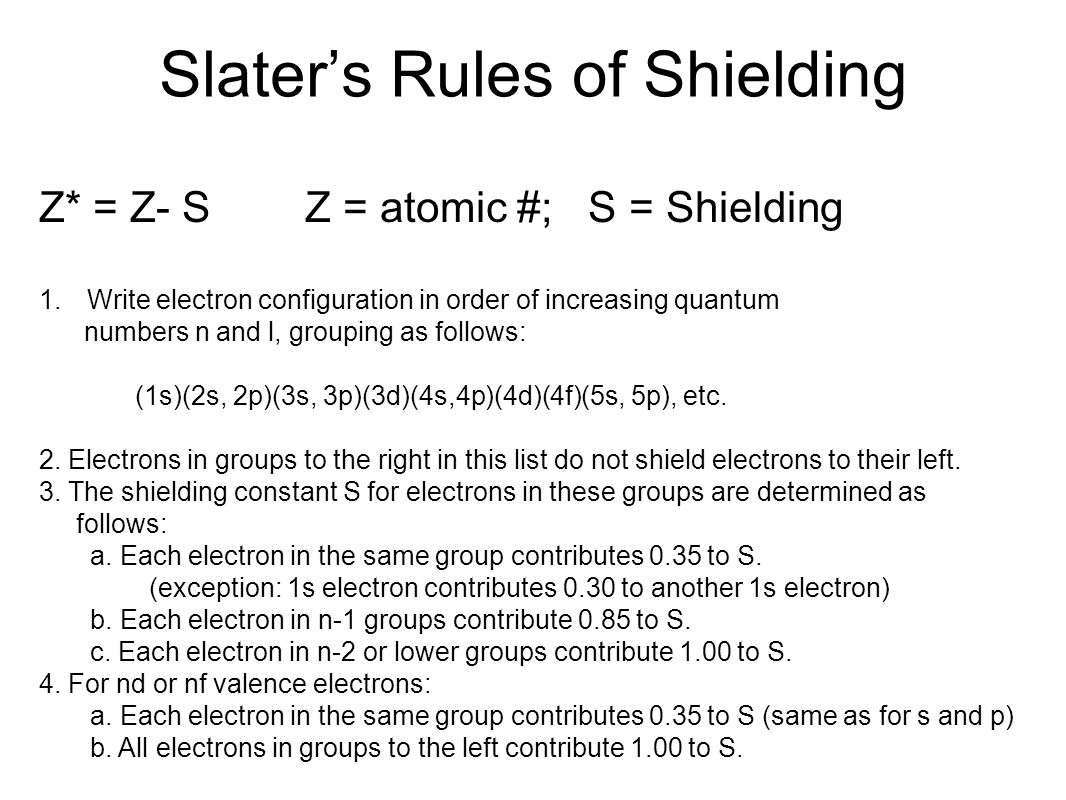 Slater’s Rules of Shielding
Z* = Z- S Z = atomic #; S = Shielding
1. Write electron configuration in order of increasing quantum
numbers n and l, grouping as follows:
(1s)(2s, 2p)(3s, 3p)(3d)(4s,4p)(4d)(4f)(5s, 5p), etc.
2. Electrons in groups to the right in this list do not shield electrons to their left.
3. The shielding constant S for electrons in these groups are determined as
follows:
a. Each electron in the same group contributes 0.35 to S.
(exception: 1s electron contributes 0.30 to another 1s electron)
b. Each electron in n-1 groups contribute 0.85 to S.
c. Each electron in n-2 or lower groups contribute 1.00 to S.
4. For nd or nf valence electrons:
a. Each electron in the same group contributes 0.35 to S (same as for s and p)
b. All electrons in groups to the left contribute 1.00 to S.